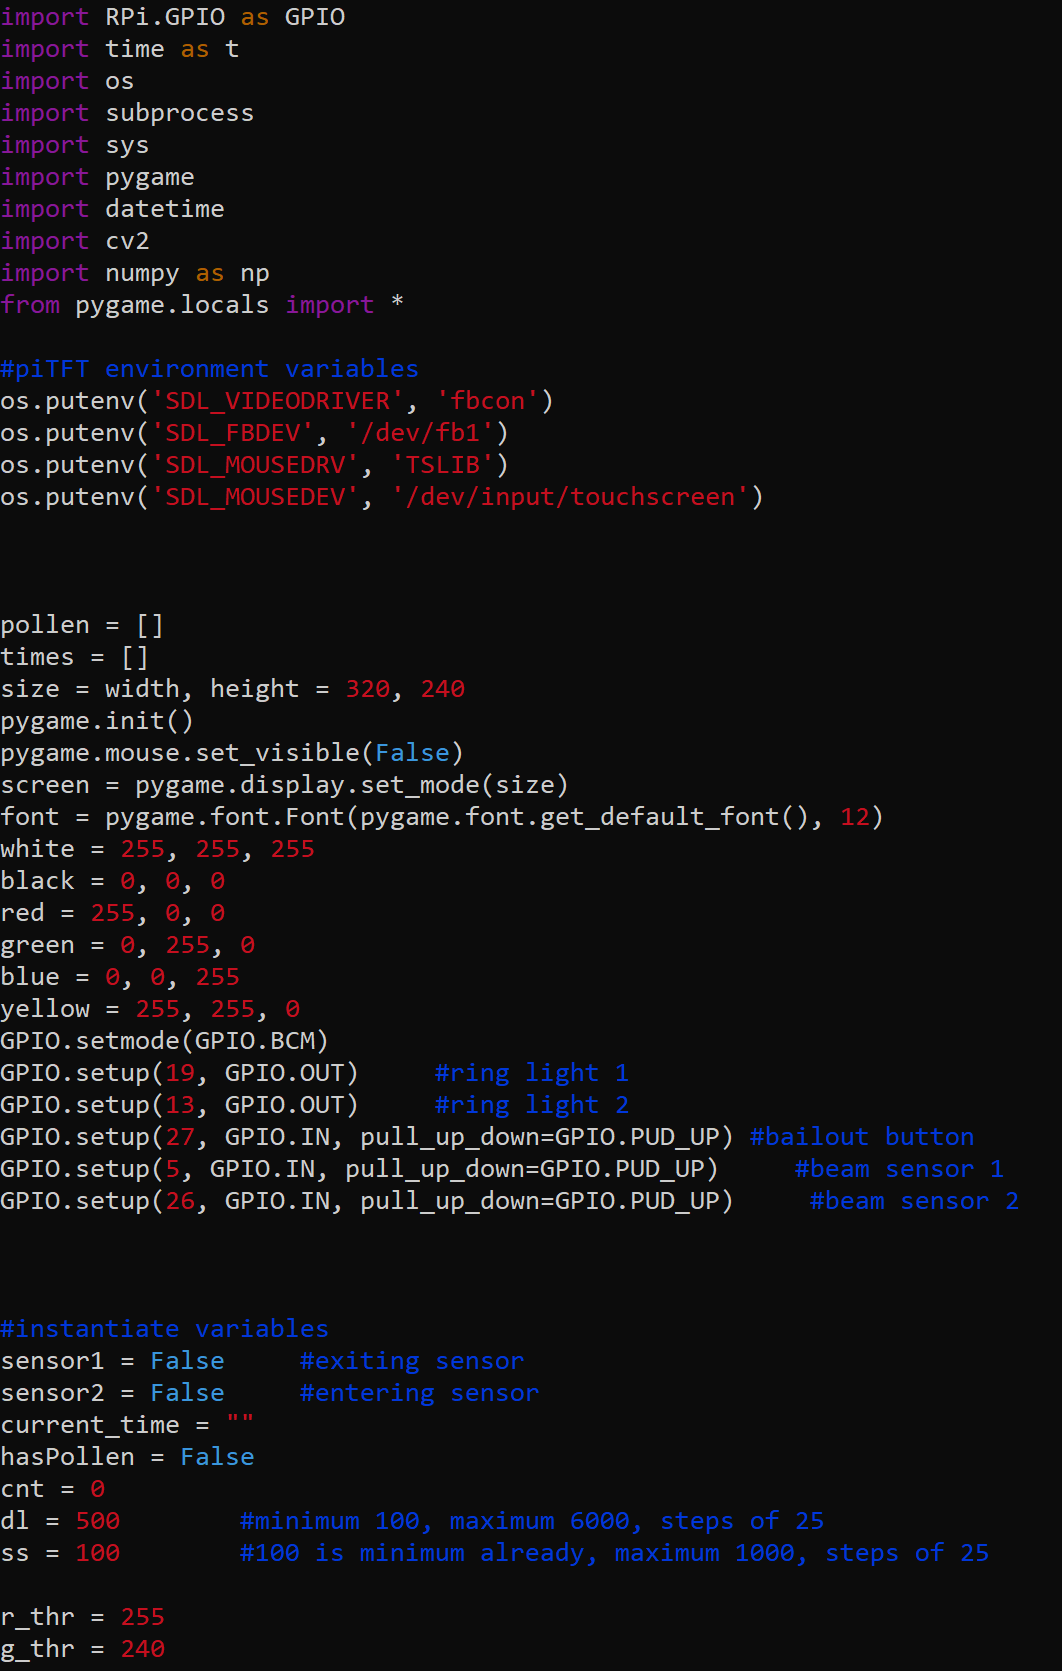 import RPi.GPIO as GPIO
import time as t
import os
import subprocess
import sys
import pygame
import datetime
import cv2
import numpy as np
from pygame.locals import *
#piTFT environment variables
os.putenv('SDL_VIDEODRIVER', 'fbcon')
os.putenv('SDL_FBDEV', '/dev/fb1')
os.putenv('SDL_MOUSEDRV', 'TSLIB')
os.putenv('SDL_MOUSEDEV', '/dev/input/touchscreen')
pollen = []
times = []
size = width, height = 320, 240
pygame.init()
pygame.mouse.set_visible(False)
screen = pygame.display.set_mode(size)
font = pygame.font.Font(pygame.font.get_default_font(), 12)
white = 255, 255, 255
black = 0, 0, 0
red = 255, 0, 0
green = 0, 255, 0
blue = 0, 0, 255
yellow = 255, 255, 0
GPIO.setmode(GPIO.BCM)
GPIO.setup(19, GPIO.OUT)     #ring light 1
GPIO.setup(13, GPIO.OUT)     #ring light 2
GPIO.setup(27, GPIO.IN, pull_up_down=GPIO.PUD_UP) #bailout button
GPIO.setup(5, GPIO.IN, pull_up_down=GPIO.PUD_UP)     #beam sensor 1
GPIO.setup(26, GPIO.IN, pull_up_down=GPIO.PUD_UP)     #beam sensor 2
#instantiate variables
sensor1 = False     #exiting sensor
sensor2 = False     #entering sensor
current_time = ""
hasPollen = False
cnt = 0
dl = 500        #minimum 100, maximum 6000, steps of 25
ss = 100        #100 is minimum already, maximum 1000, steps of 25
r_thr = 255
g_thr = 240